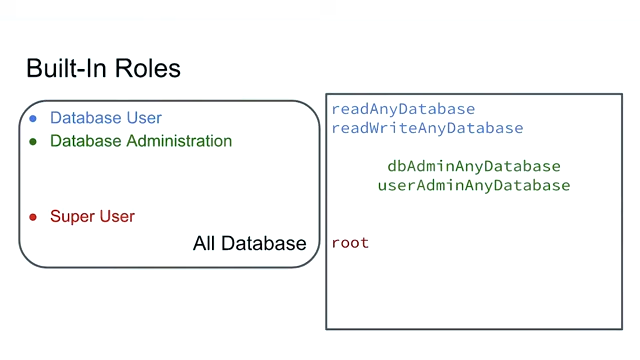 Built-In Roles
● Database User
● Database Administration
● Super User
All Database
readAnyDatabase
readWriteAnyDatabase
dbAdminAnyDatabase
userAdminAnyDatabase
root